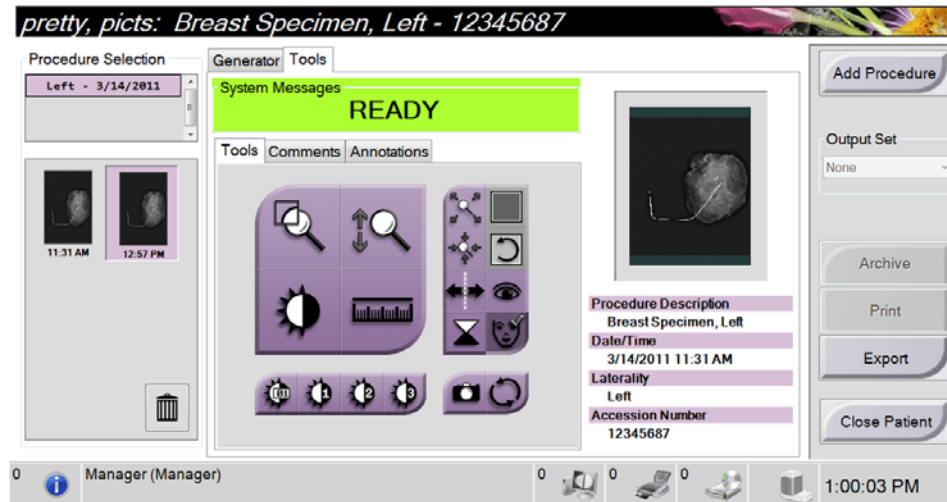 pretty, picts: Breast Specimen, Left - 12345687
Procedure Selection
Left - 3/14/2011
11:31 AM
12:57 PM
Generator
Tools
System Messages
READY
Tools
Comments
Annotations
1
2
3
Procedure Description
Breast Specimen, Left
Date/Time
3/14/2011 11:31 AM
Laterality
Left
Accession Number
12345687
Add Procedure
Output Set
None
Archive
Print
Export
Close Patient
0
Manager (Manager)
0
0
0
1:00:03 PM